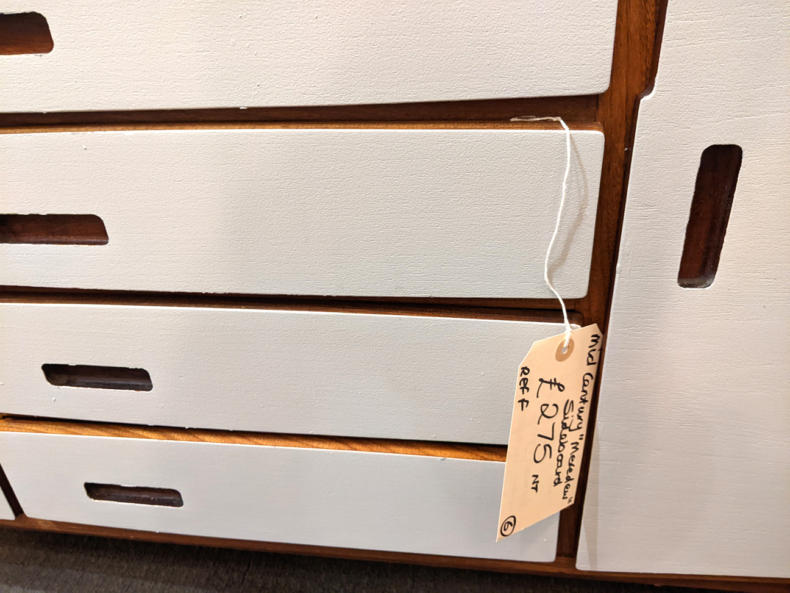 Mid Century "Meredew"
Sideboard
£275 NT
REF F
6